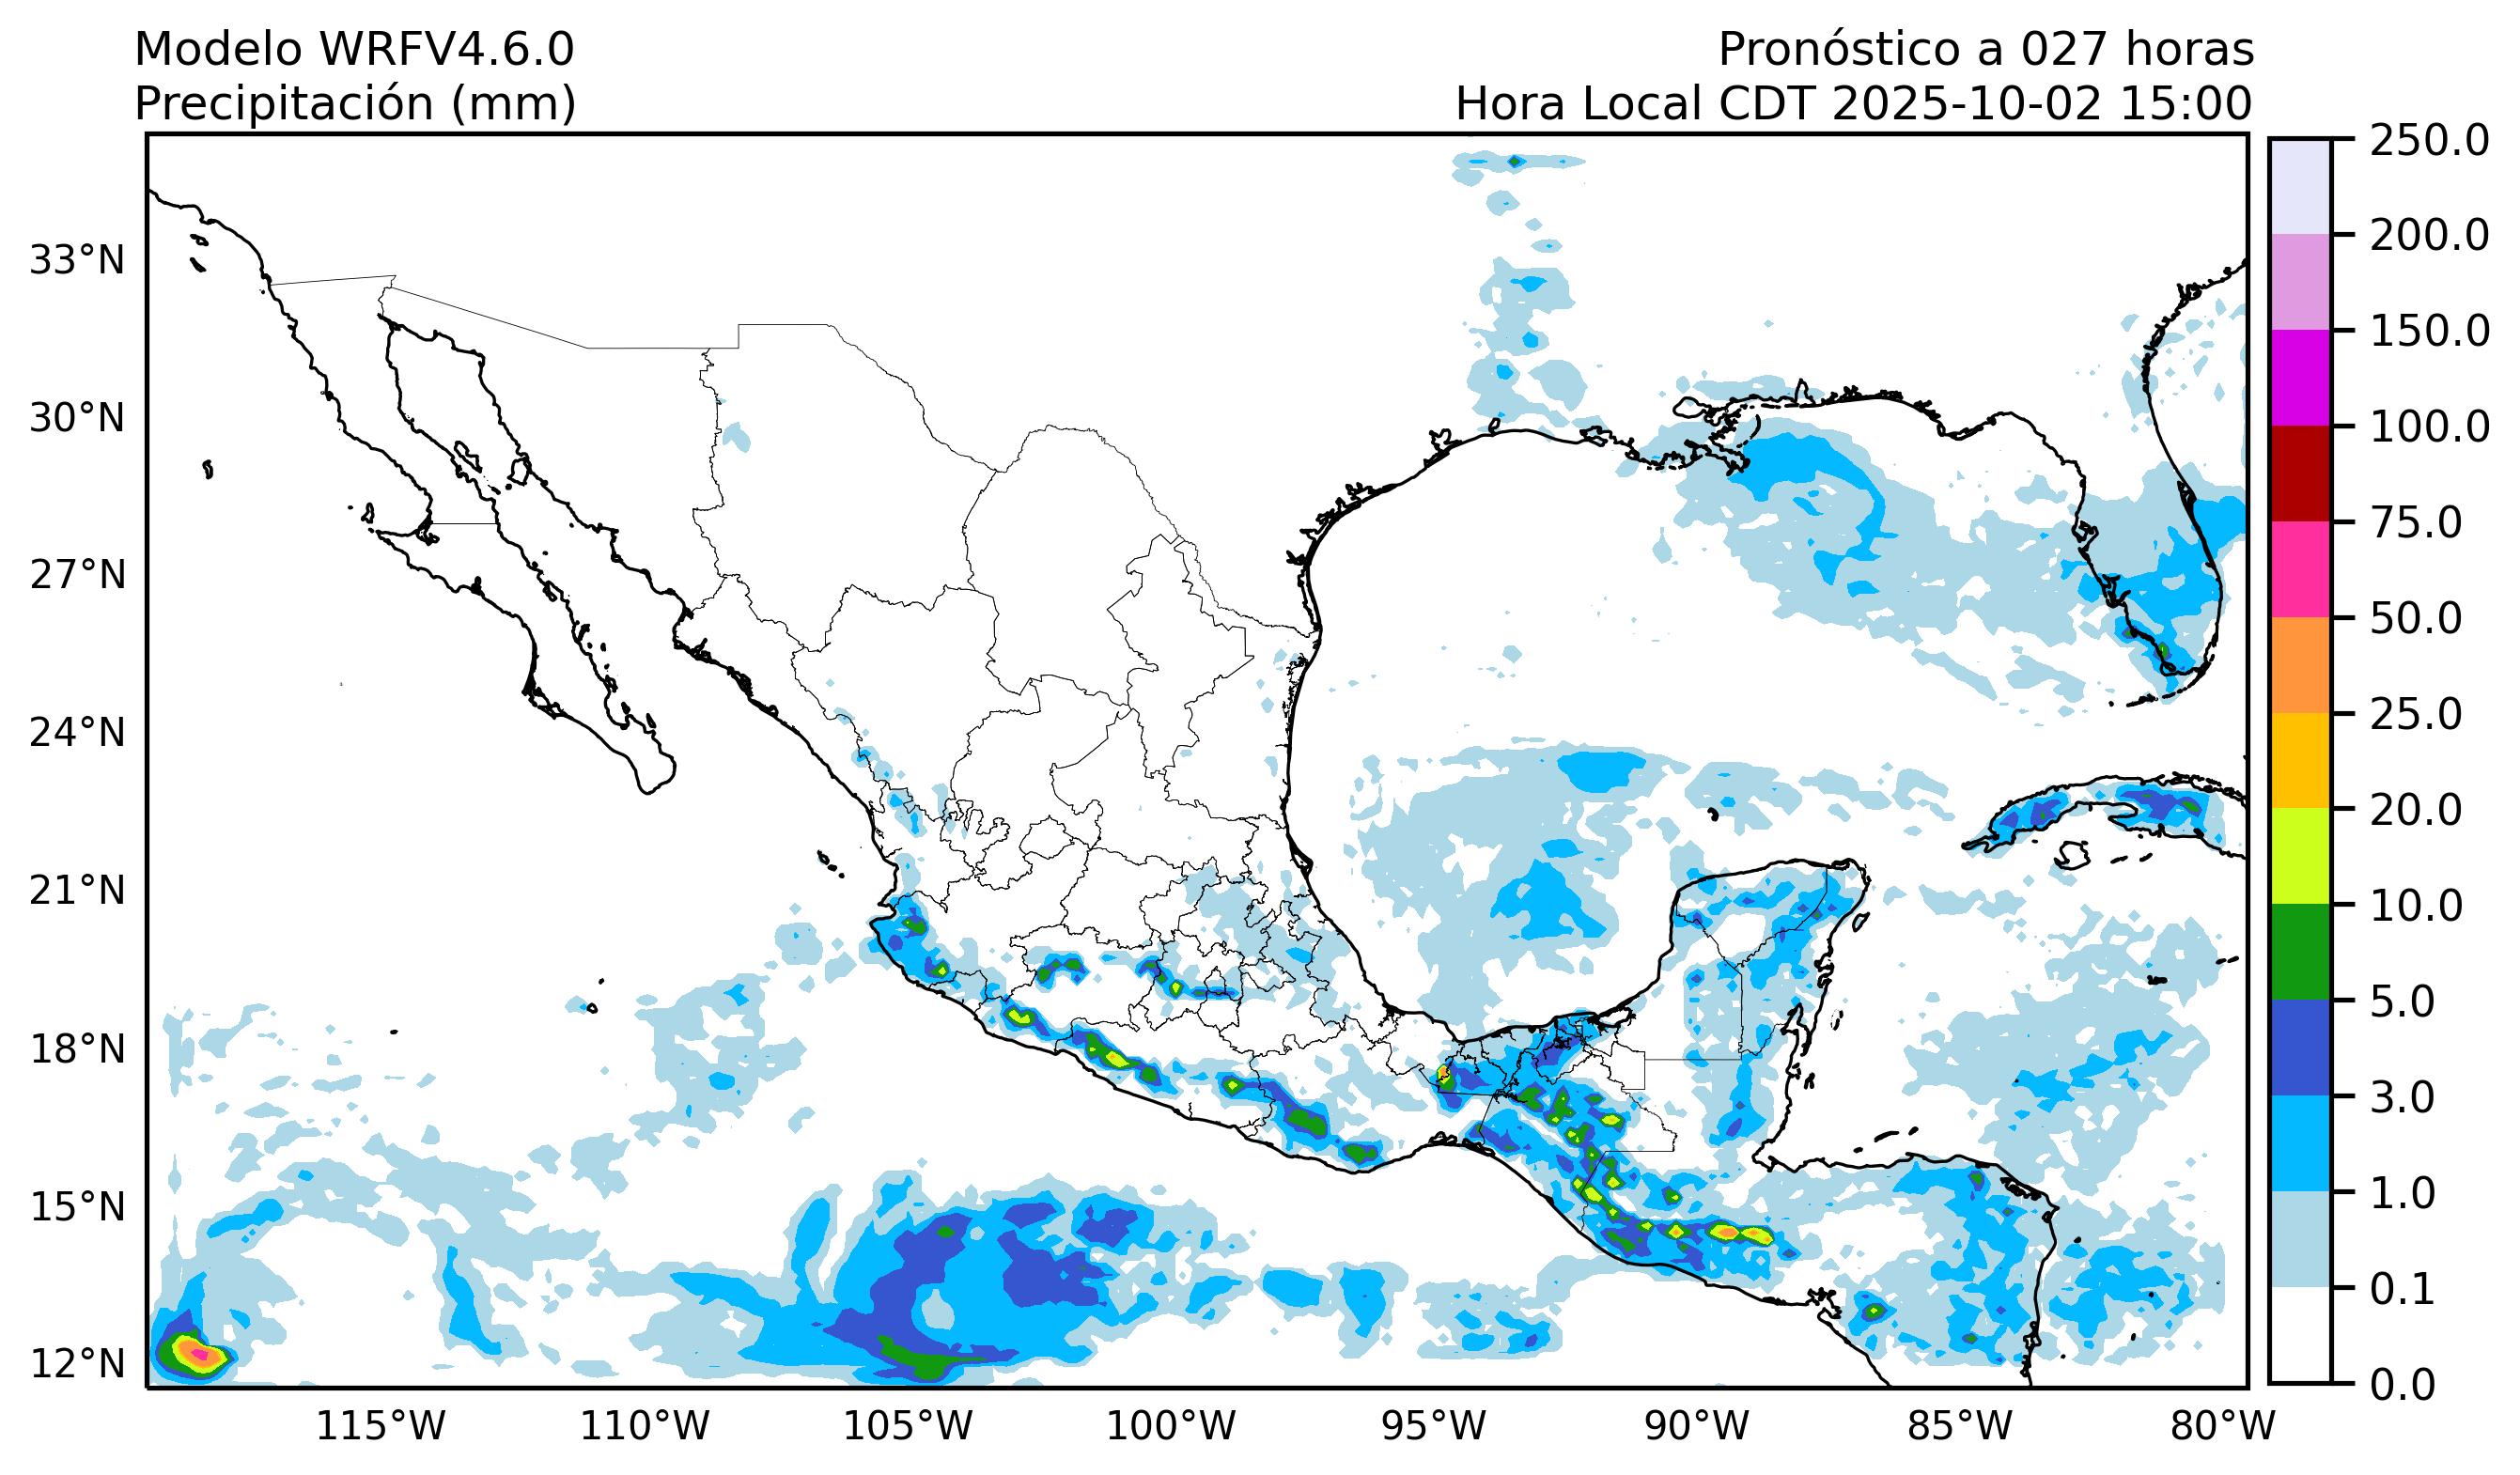 Modelo WRFV4.6.0
Precipitación (mm)
Pronóstico a 027 horas
Hora Local CDT 2025-10-02 15:00
33°N
30°N
27°N
24°N
21°N
18°N
15°N
12°N
115°W
110°W
105°W
100°W
95°W
90°W
85°W
80°W
250.0
200.0
150.0
100.0
75.0
50.0
25.0
20.0
10.0
5.0
3.0
1.0
0.1
0.0